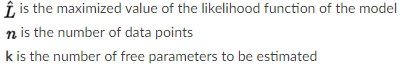 L̂ is the maximized value of the likelihood function of the model
n is the number of data points
k is the number of free parameters to be estimated